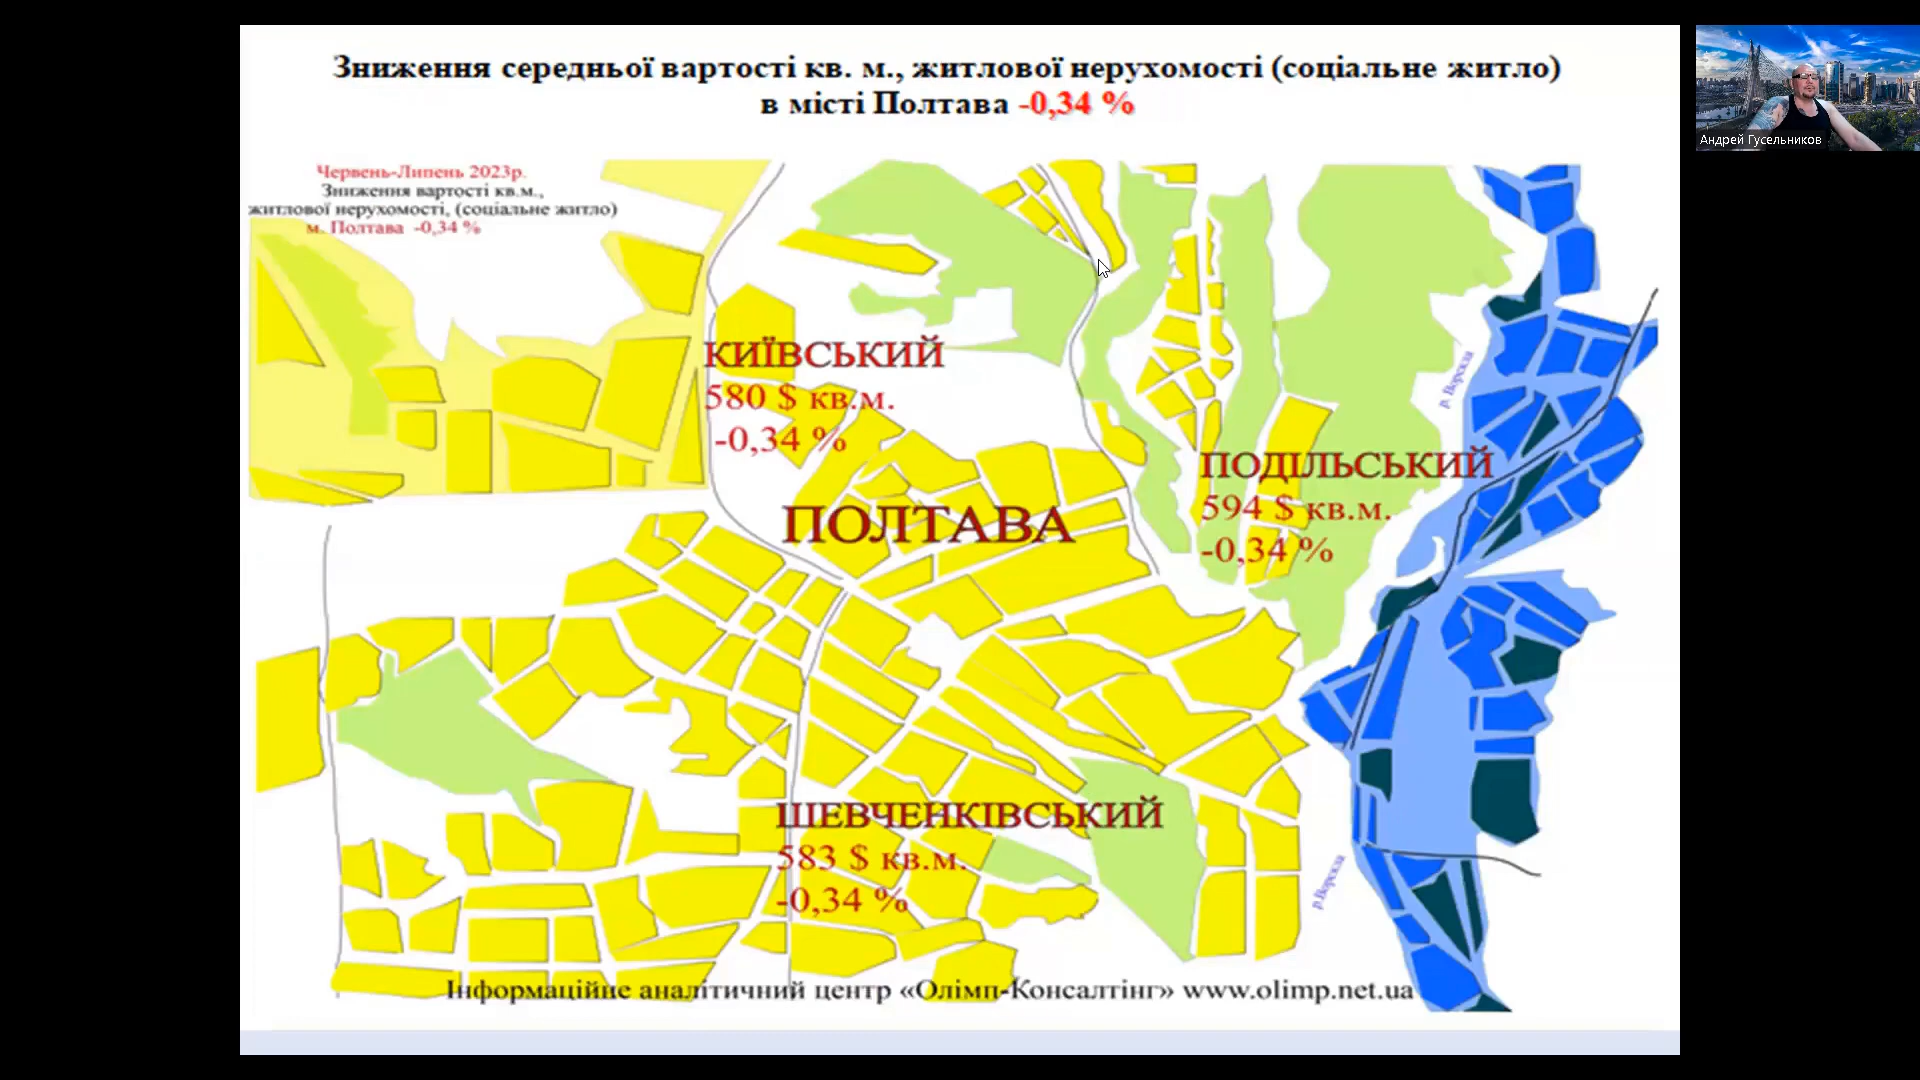 Зниження середньої вартості кв. м., житлової нерухомості (соціальне житло)
в місті Полтава -0,34 %
Андрей Гусельников
Червень-Липень 2023р.
Зниження вартості кв.м.,
житлової нерухомості, (соціальне житло)
м. Полтава -0,34 %
КИЇВСЬКИЙ
580 $ кв.м.
-0,34 %
р. Ворскла
ПОДІЛЬСЬКИЙ
594 $ кв.м.
-0,34 %
ПОЛТАВА
ШЕВЧЕНКІВСЬКИЙ
583 $ кв.м.
-0,34 %
р.Ворскла
Інформаційне аналітичний центр «Олімп-Консалтінг» www.olimp.net.ua